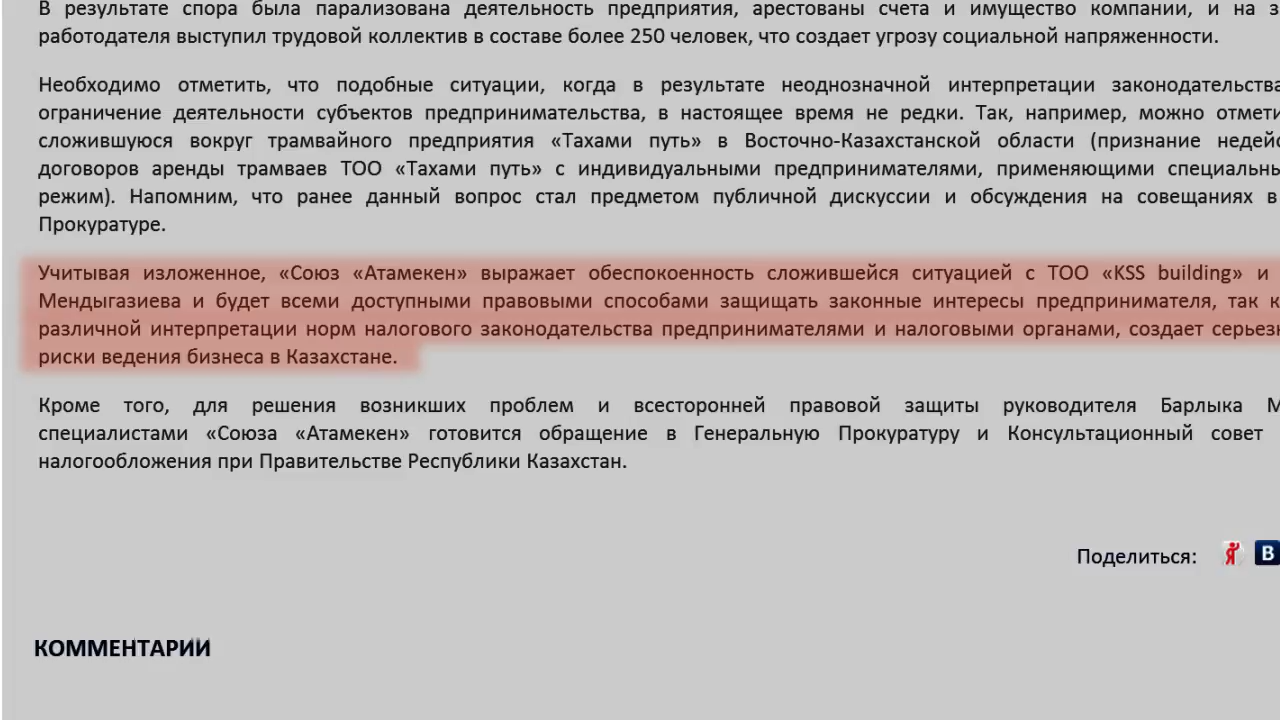 В результате спора была парализована деятельность предприятия, арестованы счета и имущество компании, и на з
работодателя выступил трудовой коллектив в составе более 250 человек, что создает угрозу социальной напряженности.
Необходимо отметить, что подобные ситуации, когда в результате неоднозначной интерпретации законодательства
ограничение деятельности субъектов предпринимательства, в настоящее время не редки. Так, например, можно отмети
сложившуюся вокруг трамвайного предприятия «Тахами путь» в Восточно-Казахстанской области (признание недейс
договоров аренды трамваев ТОО «Тахами путь» с индивидуальными предпринимателями, применяющими специальнь
режим). Напомним, что ранее данный вопрос стал предметом публичной дискуссии и обсуждения на совещаниях в
Прокуратуре.
Учитывая изложенное, «Союз «Атамекен» выражает обеспокоенность сложившейся ситуацией с ТОО «KSS building» и
Мендыгазиева и будет всеми доступными правовыми способами защищать законные интересы предпринимателя, так к
различной интерпретации норм налогового законодательства предпринимателями и налоговыми органами, создает серьезн
риски ведения бизнеса в Казахстане.
Кроме того, для решения возникших проблем и всесторонней правовой защиты руководителя Барлыка М
специалистами «Союза «Атамекен» готовится обращение в Генеральную Прокуратуру и Консультационный совет
налогообложения при Правительстве Республики Казахстан.
Поделиться: Я B
КОММЕНТАРИИ